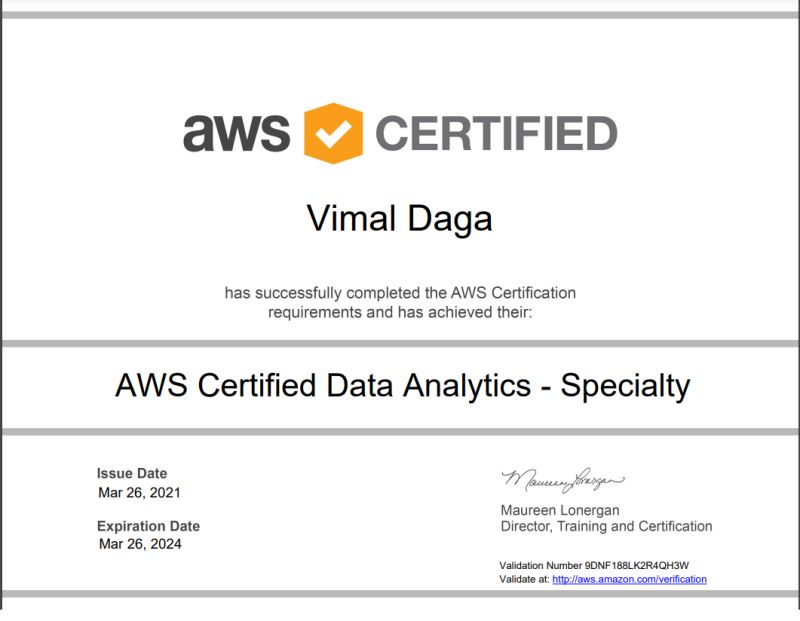 aws CERTIFIED
Vimal Daga
has successfully completed the AWS Certification
requirements and has achieved their:
AWS Certified Data Analytics - Specialty
Issue Date
Mar 26, 2021
Expiration Date
Mar 26, 2024
Maureen Lonergan
Maureen Lonergan
Director, Training and Certification
Validation Number 9DNF188LK2R4QH3W
Validate at: http://aws.amazon.com/verification